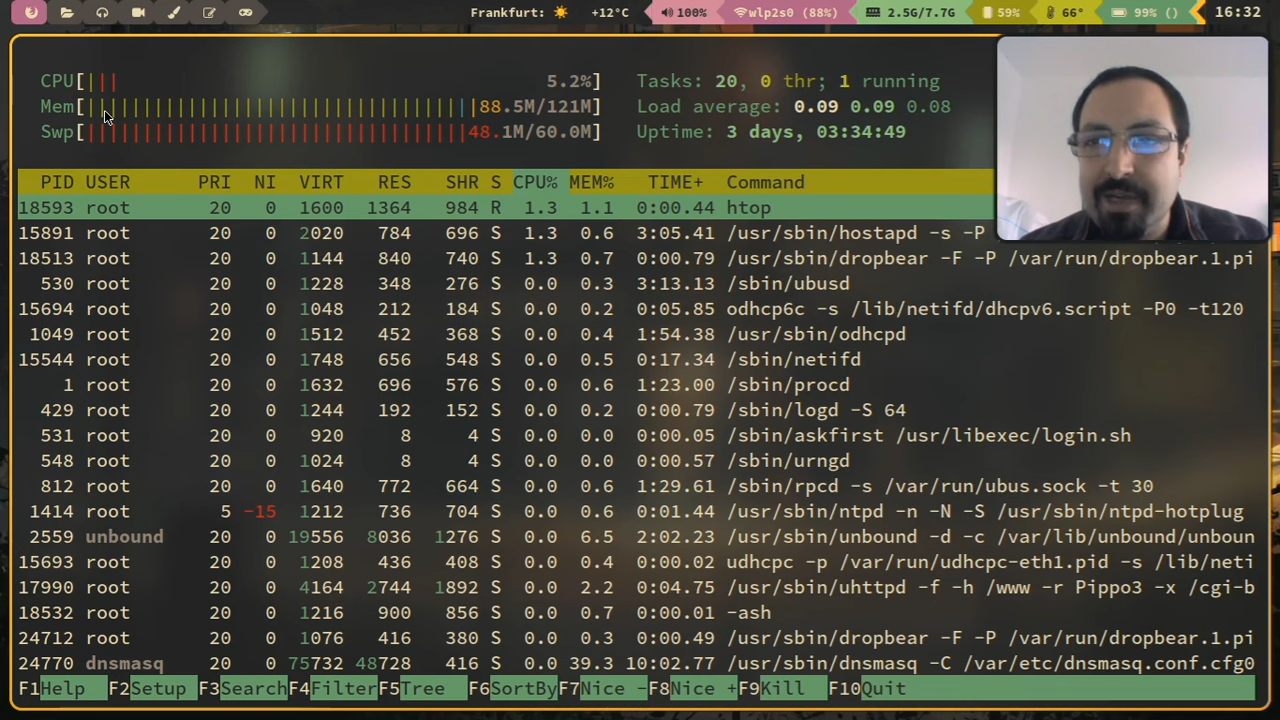 Frankfurt: +12°C 100% wlp2s0 (88%) 2.5G/7.7G 59% 66° 99% () 16:32
CPU[||| 5.2%] Tasks: 20, 0 thr; 1 running
Mem[|||||||||||||||||||||||||||||||||||88.5M/121M] Load average: 0.09 0.09 0.08
Swp[||||||||||||||||||||||||||||||||||48.1M/60.0M] Uptime: 3 days, 03:34:49
PID USER PRI NI VIRT RES SHR S CPU% MEM% TIME+ Command
18593 root 20 0 1600 1364 984 R 1.3 1.1 0:00.44 htop
15891 root 20 0 2020 784 696 S 1.3 0.6 3:05.41 /usr/sbin/hostapd -s -P
18513 root 20 0 1144 840 740 S 1.3 0.7 0:00.79 /usr/sbin/dropbear -F -P /var/run/dropbear.1.pi
530 root 20 0 1228 348 276 S 0.0 0.3 3:13.13 /sbin/ubusd
15694 root 20 0 1048 212 184 S 0.0 0.2 0:05.85 odhcp6c -s /lib/netifd/dhcpv6.script -P0 -t120
1049 root 20 0 1512 452 368 S 0.0 0.4 1:54.38 /usr/sbin/odhcpd
15544 root 20 0 1748 656 548 S 0.0 0.5 0:17.34 /sbin/netifd
1 root 20 0 1632 696 576 S 0.0 0.6 1:23.00 /sbin/procd
429 root 20 0 1244 192 152 S 0.0 0.2 0:00.79 /sbin/logd -S 64
531 root 20 0 920 8 4 S 0.0 0.0 0:00.05 /sbin/askfirst /usr/libexec/login.sh
548 root 20 0 1024 8 4 S 0.0 0.0 0:00.57 /sbin/urngd
812 root 20 0 1640 772 664 S 0.0 0.6 1:29.61 /sbin/rpcd -s /var/run/ubus.sock -t 30
1414 root 5 -15 1212 736 704 S 0.0 0.6 0:01.44 /usr/sbin/ntpd -n -N -S /usr/sbin/ntpd-hotplug
2559 unbound 20 0 19556 8036 1276 S 0.0 6.5 2:02.23 /usr/sbin/unbound -d -c /var/lib/unbound/unboun
15693 root 20 0 1208 436 408 S 0.0 0.4 0:00.02 udhcpc -p /var/run/udhcpc-eth1.pid -s /lib/neti
17990 root 20 0 4164 2744 1892 S 0.0 2.2 0:04.75 /usr/sbin/uhttpd -f -h /www -r Pippo3 -x /cgi-b
18532 root 20 0 1216 900 856 S 0.0 0.7 0:00.01 -ash
24712 root 20 0 1076 416 380 S 0.0 0.3 0:00.49 /usr/sbin/dropbear -F -P /var/run/dropbear.1.pi
24770 dnsmasq 20 0 75732 48728 416 S 0.0 39.3 10:02.77 /usr/sbin/dnsmasq -C /var/etc/dnsmasq.conf.cfg0
F1Help F2Setup F3Search F4Filter F5Tree F6SortBy F7Nice - F8Nice + F9Kill F10Quit